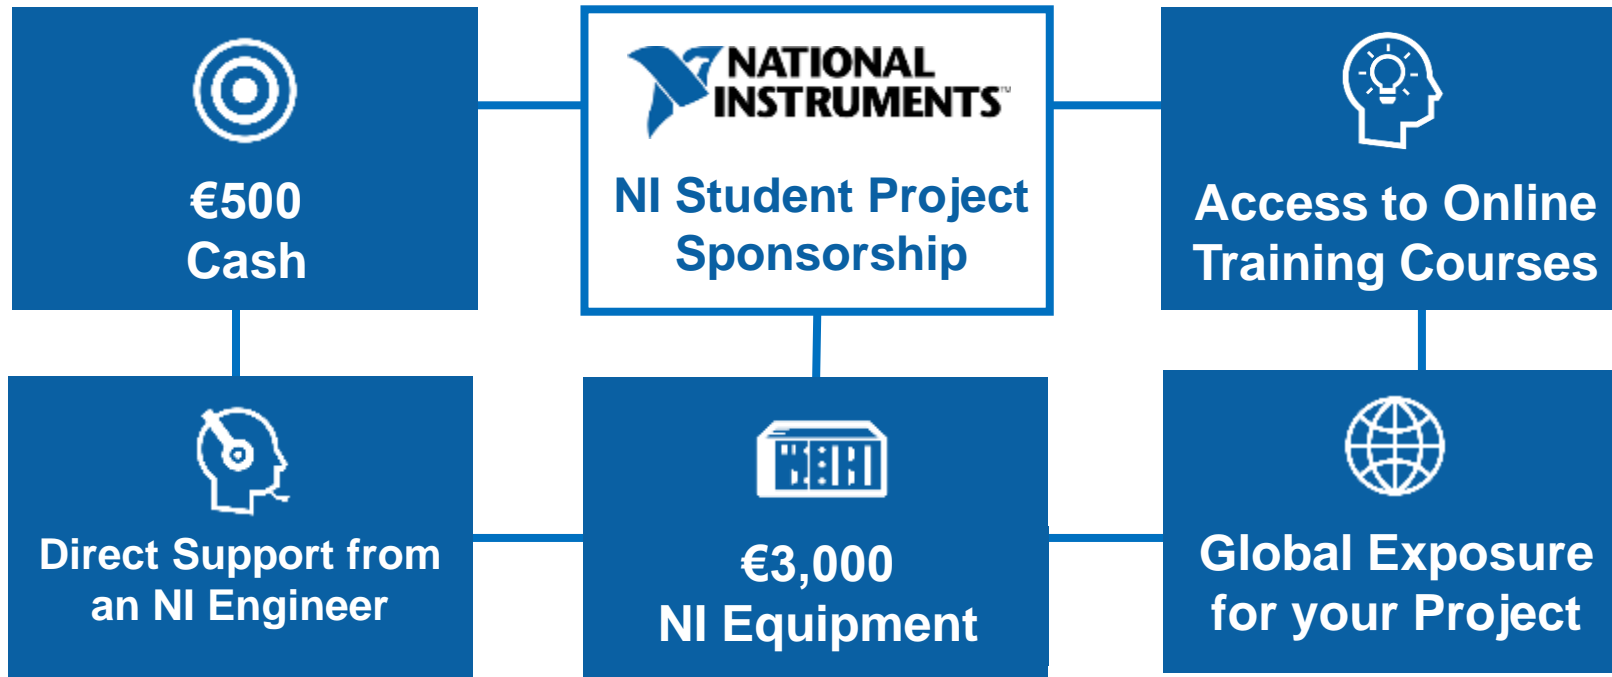 €500
Cash
NATIONAL
INSTRUMENTS™
NI Student Project
Sponsorship
Access to Online
Training Courses
Direct Support from
an NI Engineer
€3,000
NI Equipment
Global Exposure
for your Project